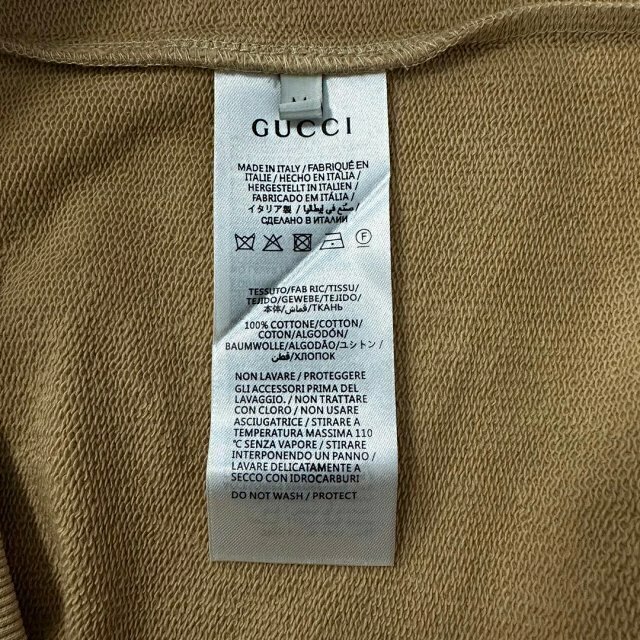 M
GUCCI
MADE IN ITALY / FABRIQUÉ EN
ITALIE / HECHO EN ITALIA /
HERGESTELLT IN ITALIEN /
FABRICADO EM ITÁLIA /
イタリア製 / صنع في إيطاليا /
СДЕЛАНО В ИТАЛИИ
F
TESSUTO/FAB RIC/TISSU/
TEJIDO/GEWEBE/TEJIDO/
本体/قماش/ТКАНЬ
100% COTTONE/COTTON/
COTON/ALGODÓN/
BAUMWOLLE/ALGODÃO/ユシトン/
قطن/ХЛОПОК
NON LAVARE / PROTEGGERE
GLI ACCESSORI PRIMA DEL
LAVAGGIO. / NON TRATTARE
CON CLORO / NON USARE
ASCIUGATRICE / STIRARE A
TEMPERATURA MASSIMA 110
°C SENZA VAPORE / STIRARE
INTERPONENDO UN PANNO /
LAVARE DELICATAMENTE A
SECCO CON IDROCARBURI
DO NOT WASH / PROTECT